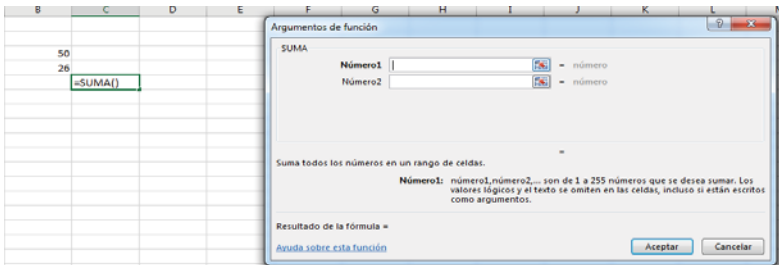 B C D E F G H I J K L
Argumentos de función
?
SUMA
Número1
= número
Número2
= número
50
26
=SUMA()
=
Suma todos los números en un rango de celdas.
Número1: número1,número2,... son de 1 a 255 números que se desea sumar. Los
valores lógicos y el texto se omiten en las celdas, incluso si están escritos
como argumentos.
Resultado de la fórmula =
Ayuda sobre esta función
Aceptar Cancelar